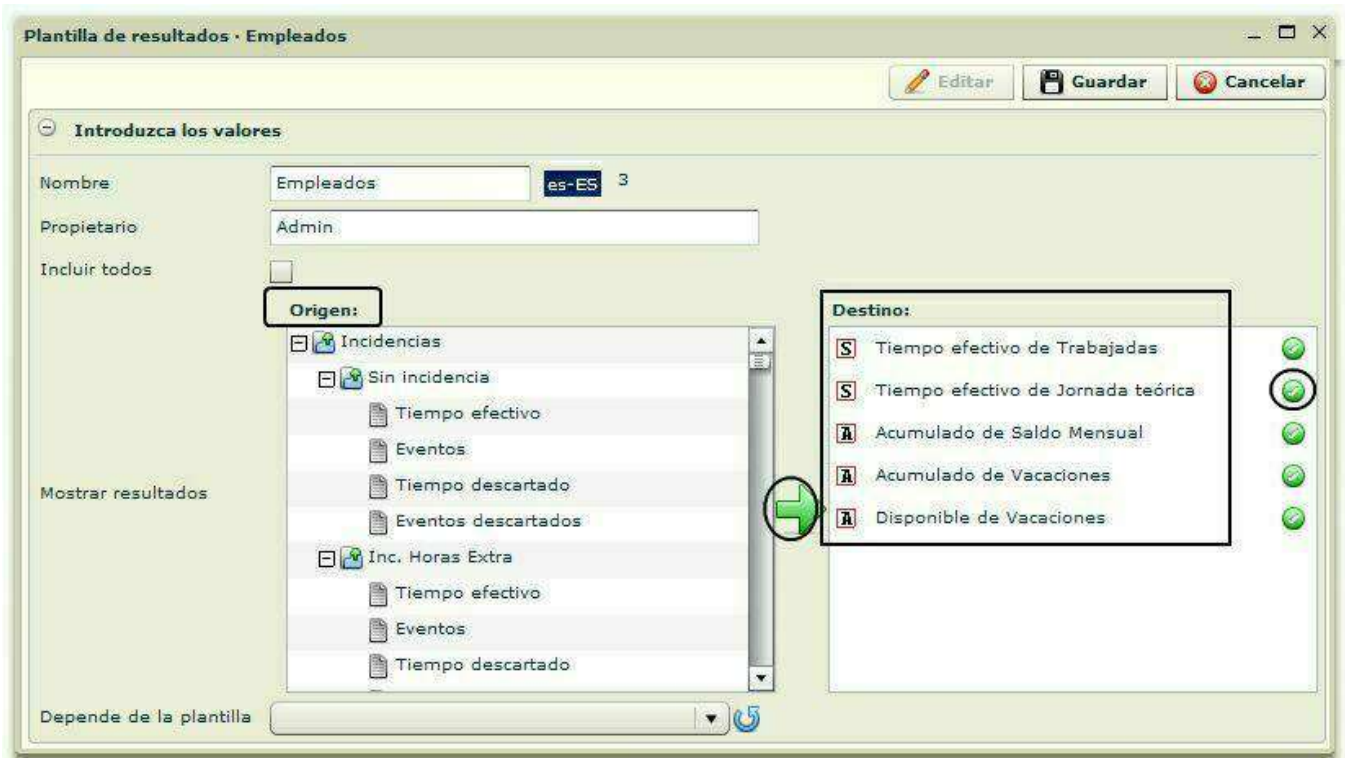 Plantilla de resultados · Empleados
Editar Guardar Cancelar
Introduzca los valores
Nombre Empleados es-ES 3
Propietario Admin
Incluir todos
Origen: Destino:
Incidencias
Sin incidencia
Tiempo efectivo
Eventos
Tiempo descartado
Eventos descartados
Inc. Horas Extra
Tiempo efectivo
Eventos
Tiempo descartado
S Tiempo efectivo de Trabajadas
S Tiempo efectivo de Jornada teórica
A Acumulado de Saldo Mensual
A Acumulado de Vacaciones
A Disponible de Vacaciones
Mostrar resultados
Depende de la plantilla